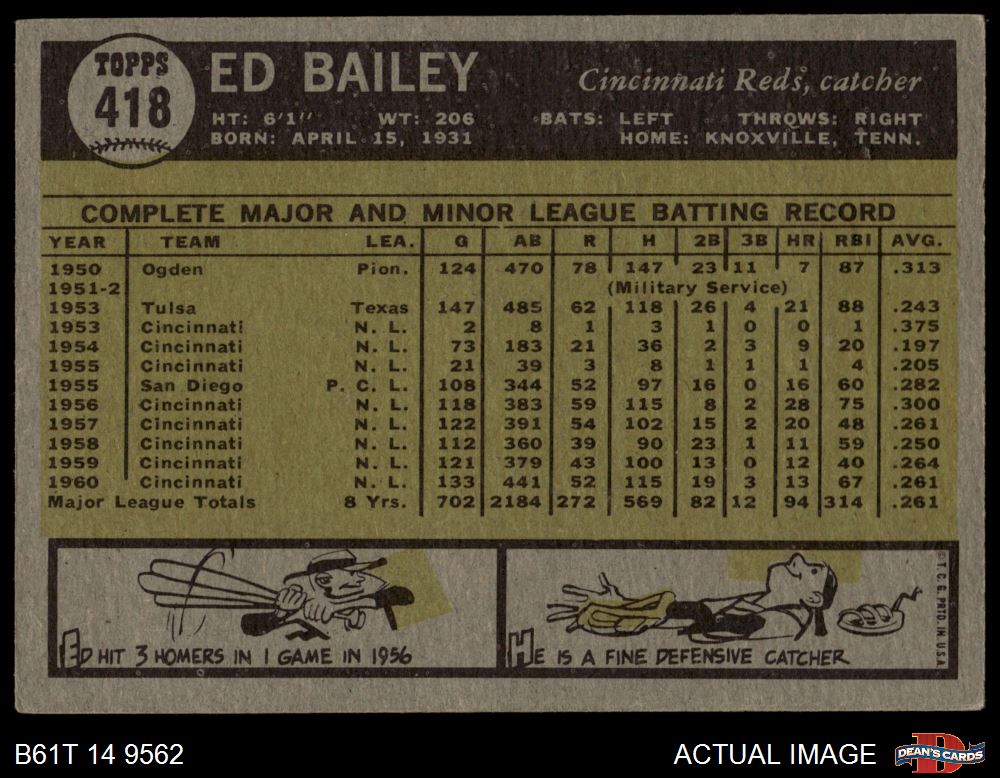 TOPPS
418
ED BAILEY
Cincinnati Reds, catcher
HT: 6'1" WT: 206 BATS: LEFT THROWS: RIGHT
BORN: APRIL 15, 1931 HOME: KNOXVILLE, TENN.
COMPLETE MAJOR AND MINOR LEAGUE BATTING RECORD
YEAR TEAM LEA. G AB R H 2B 3B HR RBI AVG.
1950 Ogden Pion. 124 470 78 147 23 11 7 87 .313
1951-2 (Military Service)
1953 Tulsa Texas 147 485 62 118 26 4 21 88 .243
1953 Cincinnati N. L. 2 8 1 3 1 0 0 1 .375
1954 Cincinnati N. L. 73 183 21 36 2 3 9 20 .197
1955 Cincinnati N. L. 21 39 3 8 1 1 1 4 .205
1955 San Diego P. C. L. 108 344 52 97 16 0 16 60 .282
1956 Cincinnati N. L. 118 383 59 115 8 2 28 75 .300
1957 Cincinnati N. L. 122 391 54 102 15 2 20 48 .261
1958 Cincinnati N. L. 112 360 39 90 23 1 11 59 .250
1959 Cincinnati N. L. 121 379 43 100 13 0 12 40 .264
1960 Cincinnati N. L. 133 441 52 115 19 3 13 67 .261
Major League Totals 8 Yrs. 702 2184 272 569 82 12 94 314 .261
ED HIT 3 HOMERS IN 1 GAME IN 1956
HE IS A FINE DEFENSIVE CATCHER
© T. C. G. PRTD. IN U.S.A.
B61T 14 9562
ACTUAL IMAGE
DEAN'S CARDS